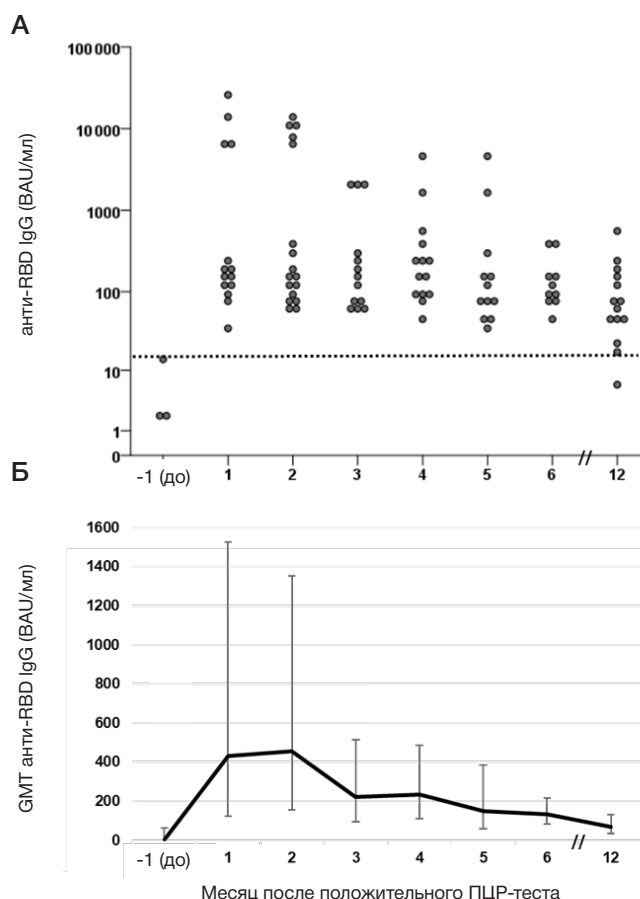 А
анти-RBD IgG (BAU/мл)
100 000
10 000
1000
100
10
1
0
-1 (до) 1 2 3 4 5 6 // 12
Б
GMT анти-RBD IgG (BAU/мл)
1600
1400
1200
1000
800
600
400
200
0
-1 (до) 1 2 3 4 5 6 // 12
Месяц после положительного ПЦР-теста